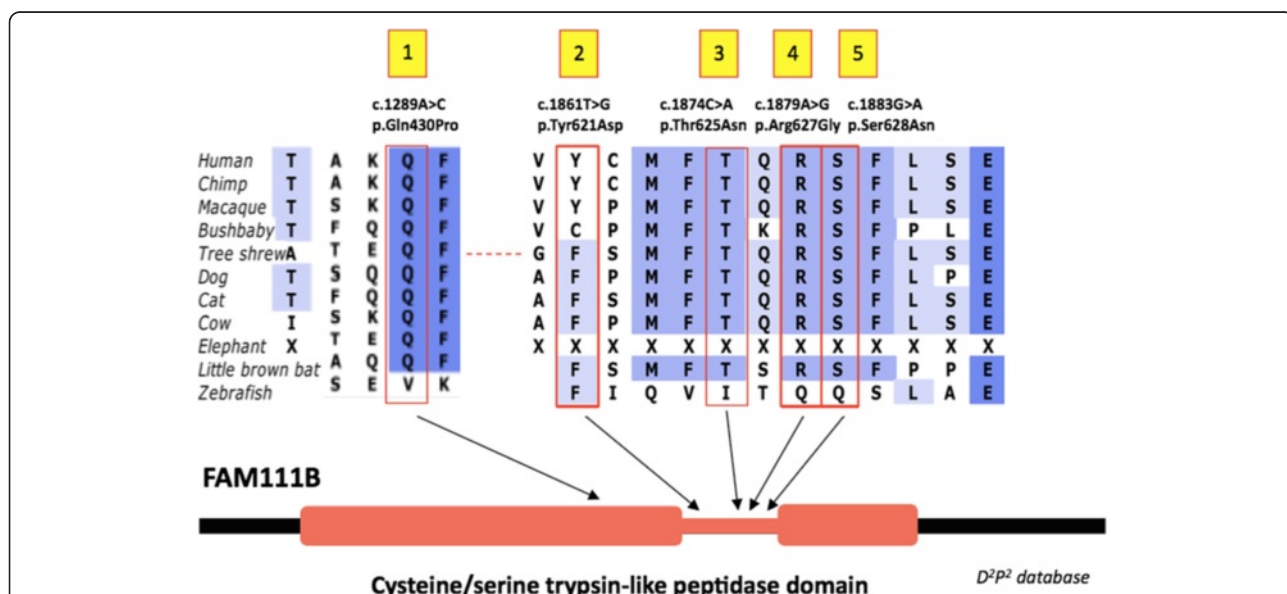 1 2 3 4 5
c.1289A>C c.1861T>G c.1874C>A c.1879A>G c.1883G>A
p.Gln430Pro p.Tyr621Asp p.Thr625Asn p.Arg627Gly p.Ser628Asn
Human T A K Q F V Y C M F T Q R S F L S E
Chimp T A K Q F V Y C M F T Q R S F L S E
Macaque T S K Q F V Y P M F T Q R S F L S E
Bushbaby T F Q Q F V C P M F T K R S F P L E
Tree shrew A T E Q F G F S M F T Q R S F L S E
Dog T S Q Q F A F P M F T Q R S F L P E
Cat T F Q Q F A F S M F T Q R S F L S E
Cow I S K Q F A F P M F T Q R S F L S E
Elephant X T E Q F X X X X X X X X X X X X X
Little brown bat A Q Q F F S M F T S R S F P P E
Zebrafish S E V K F I Q V I T Q Q S L A E
FAM111B
Cysteine/serine trypsin-like peptidase domain
D²P² database